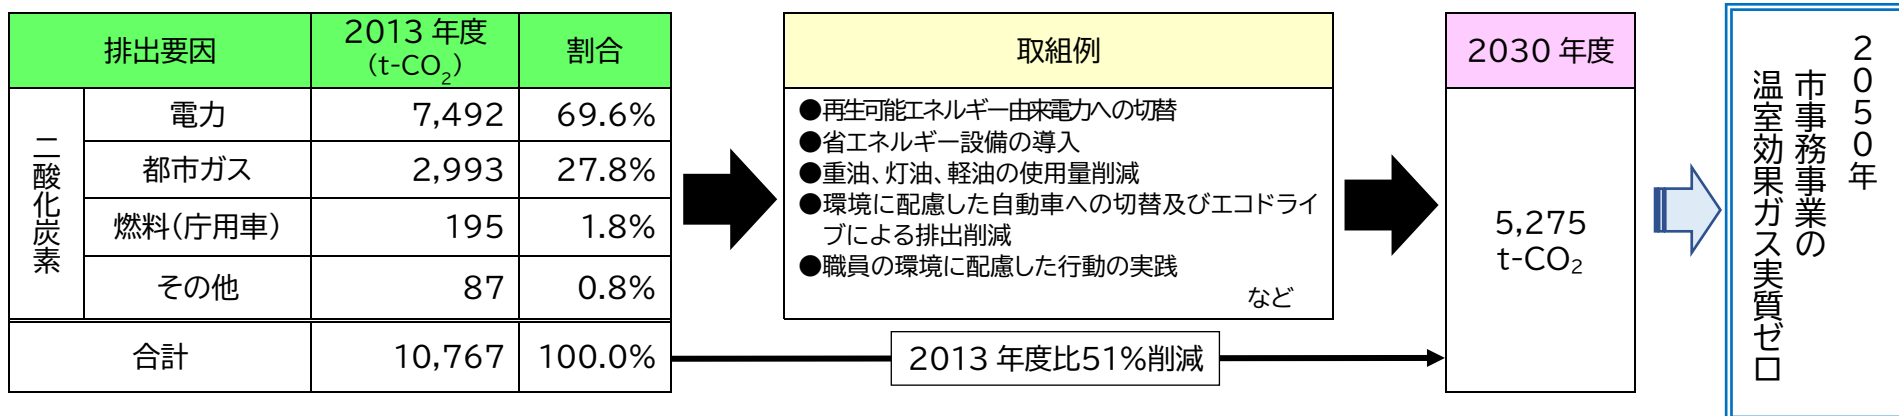 排出要因
2013 年度
(t-CO₂)
割合
二酸化炭素
電力
7,492
69.6%
都市ガス
2,993
27.8%
燃料(庁用車)
195
1.8%
その他
87
0.8%
合計
10,767
100.0%
取組例
●再生可能エネルギー由来電力への切替
●省エネルギー設備の導入
●重油、灯油、軽油の使用量削減
●環境に配慮した自動車への切替及びエコドライ
ブによる排出削減
●職員の環境に配慮した行動の実践
など
2013 年度比51%削減
2030 年度
5,275
t-CO₂
2050年
市事務事業の
温室効果ガス実質ゼロ